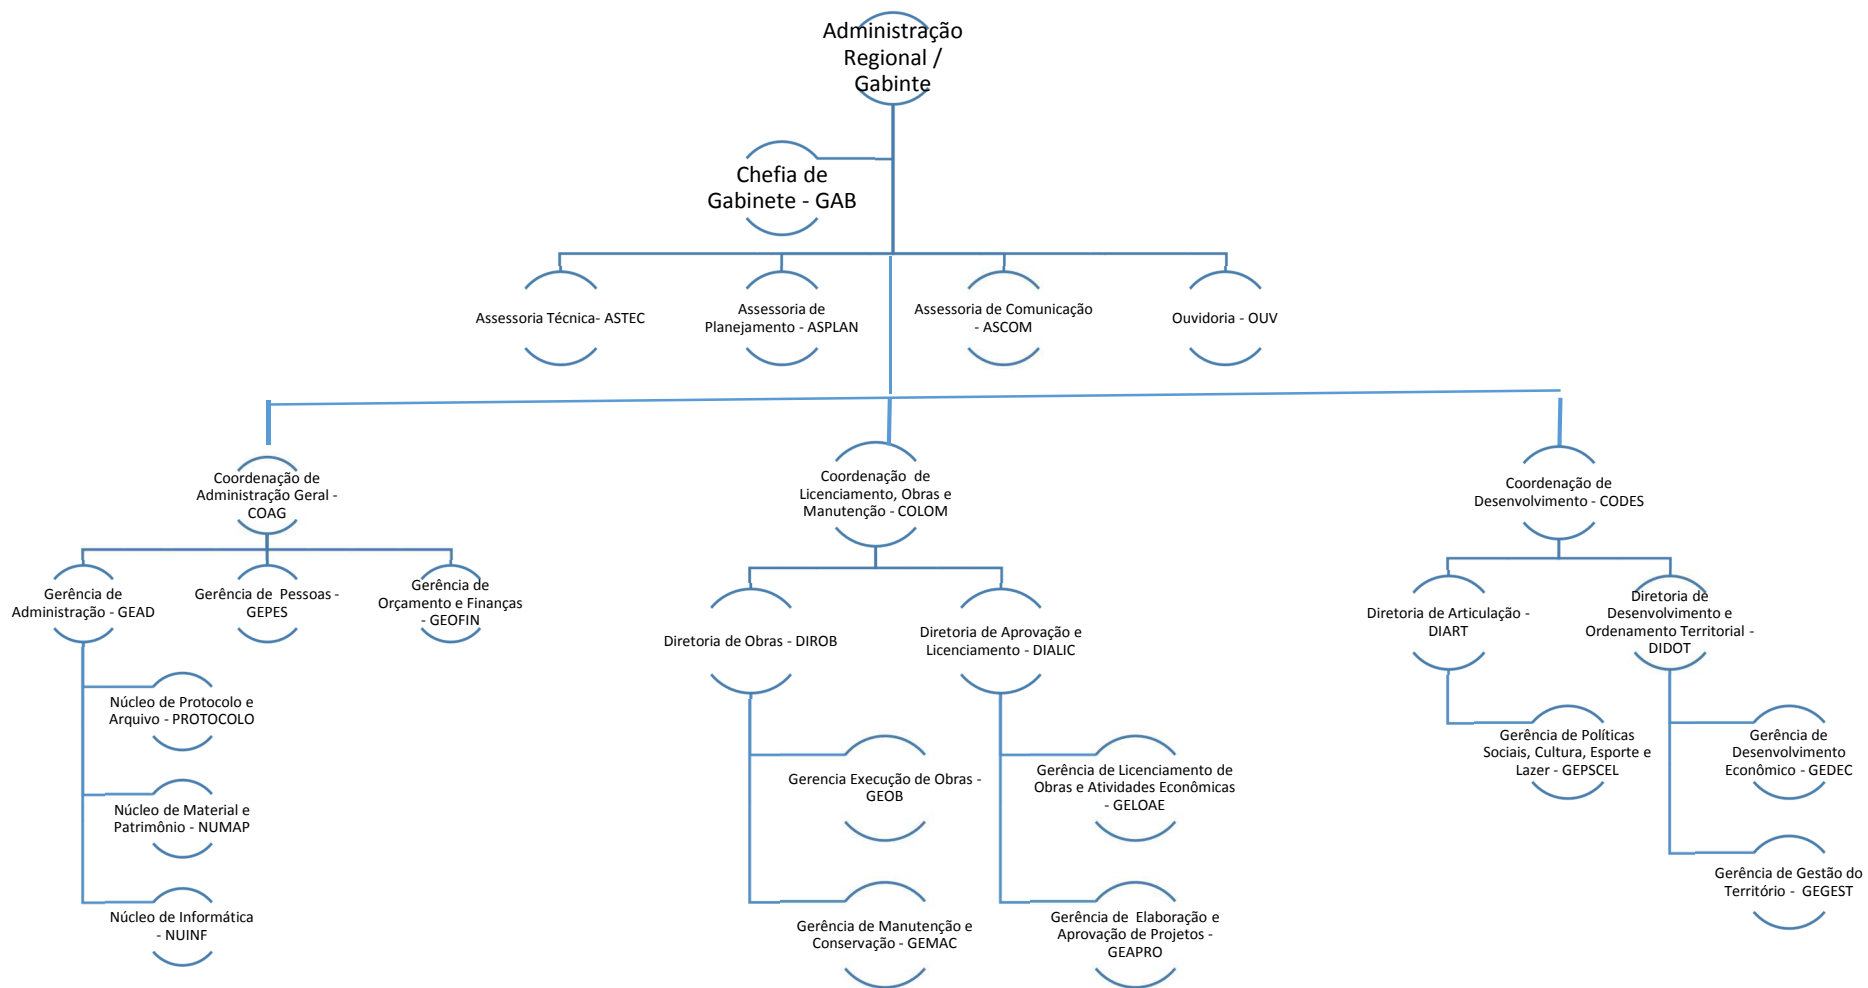 Administração
Regional /
Gabinte
Chefia de
Gabinete - GAB
Assessoria Técnica- ASTEC
Assessoria de
Planejamento - ASPLAN
Assessoria de Comunicação
- ASCOM
Ouvidoria - OUV
Coordenação de
Administração Geral -
COAG
Coordenação de
Licenciamento, Obras e
Manutenção - COLOM
Coordenação de
Desenvolvimento - CODES
Gerência de
Administração - GEAD
Gerência de Pessoas -
GEPES
Gerência de
Orçamento e Finanças
- GEOFIN
Diretoria de Obras - DIROB
Diretoria de Aprovação e
Licenciamento - DIALIC
Diretoria de Articulação -
DIART
Diretoria de
Desenvolvimento e
Ordenamento Territorial -
DIDOT
Núcleo de Protocolo e
Arquivo - PROTOCOLO
Núcleo de Material e
Patrimônio - NUMAP
Núcleo de Informática
- NUINF
Gerencia Execução de Obras -
GEOB
Gerência de Manutenção e
Conservação - GEMAC
Gerência de Licenciamento de
Obras e Atividades Econômicas
- GELOAE
Gerência de Elaboração e
Aprovação de Projetos -
GEAPRO
Gerência de Políticas
Sociais, Cultura, Esporte e
Lazer - GEPSCEL
Gerência de
Desenvolvimento
Econômico - GEDEC
Gerência de Gestão do
Território - GEGEST